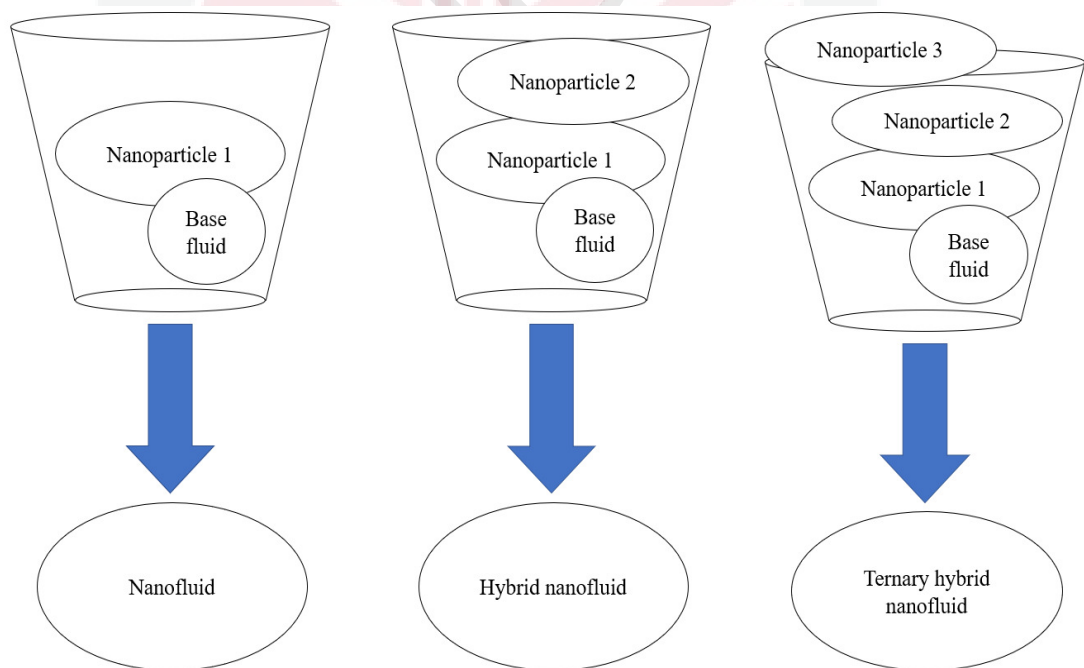 Nanoparticle 1
Base
fluid
Nanofluid
Nanoparticle 2
Nanoparticle 1
Base
fluid
Hybrid nanofluid
Nanoparticle 3
Nanoparticle 2
Nanoparticle 1
Base
fluid
Ternary hybrid
nanofluid